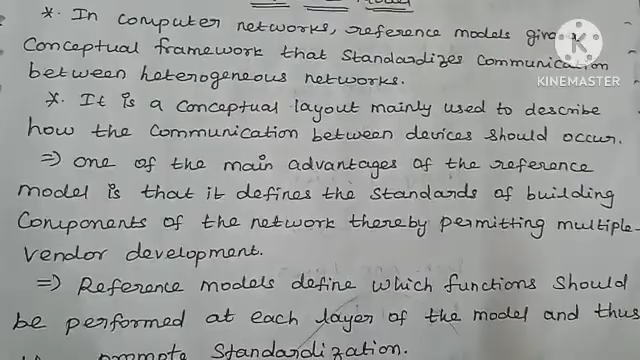 Model
* In computer networks, reference models give a
Conceptual framework that standardizes communication
between heterogeneous networks.
* It is a conceptual layout mainly used to describe
how the communication between devices should occur.
⇒ One of the main advantages of the reference
model is that it defines the standards of building
Components of the network thereby permitting multiple-
vendor development.
⇒ Reference models define which functions should
be performed at each layer of the model and thus
promote Standardization.
KINEMASTER